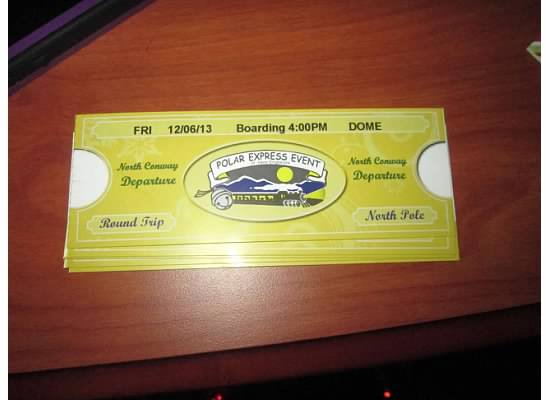 FRI 12/06/13 Boarding 4:00PM DOME
POLAR EXPRESS EVENT
North Conway
Departure
North Conway
Departure
Round Trip
North Pole